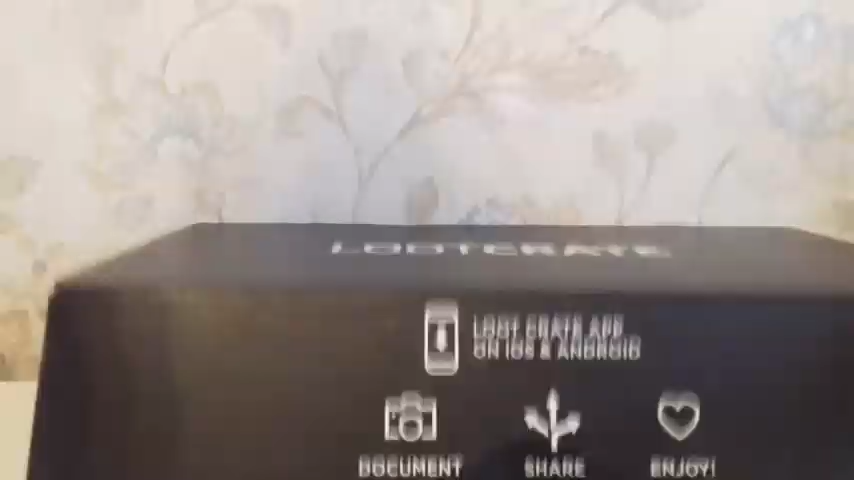 LOOTCRATE
LOOT CRATE APP
ON IOS & ANDROID
DOCUMENT
SHARE
ENJOY!